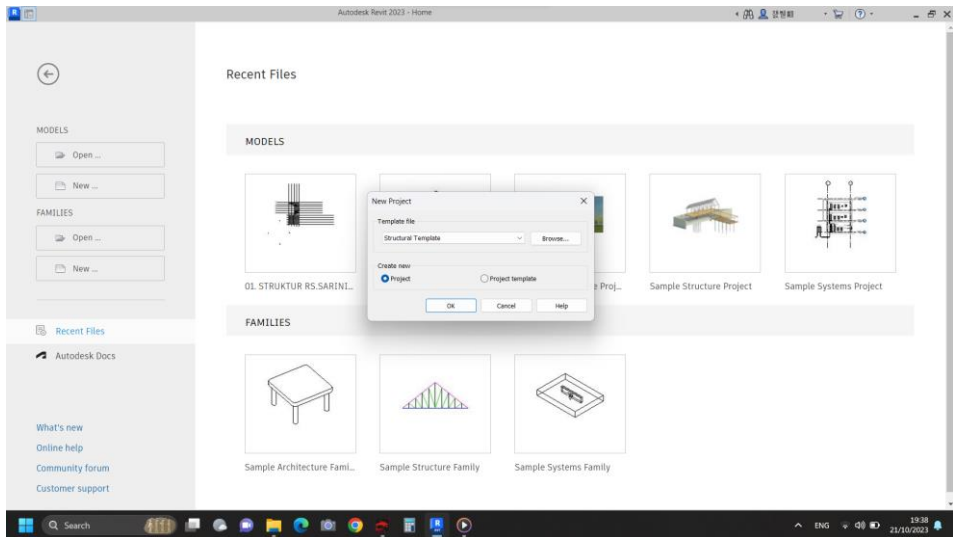 Autodesk Revit 2023 - Home
Recent Files
MODELS
Open ...
New ...
FAMILIES
Open ...
New ...
Recent Files
Autodesk Docs
What's new
Online help
Community forum
Customer support
MODELS
01. STRUKTUR RS.SARINI...
e Proj...
Sample Structure Project
Sample Systems Project
New Project
Template file
Structural Template
Browse...
Create new
Project
Project template
OK
Cancel
Help
FAMILIES
Sample Architecture Fami...
Sample Structure Family
Sample Systems Family
Search
ENG
19:38
21/10/2023